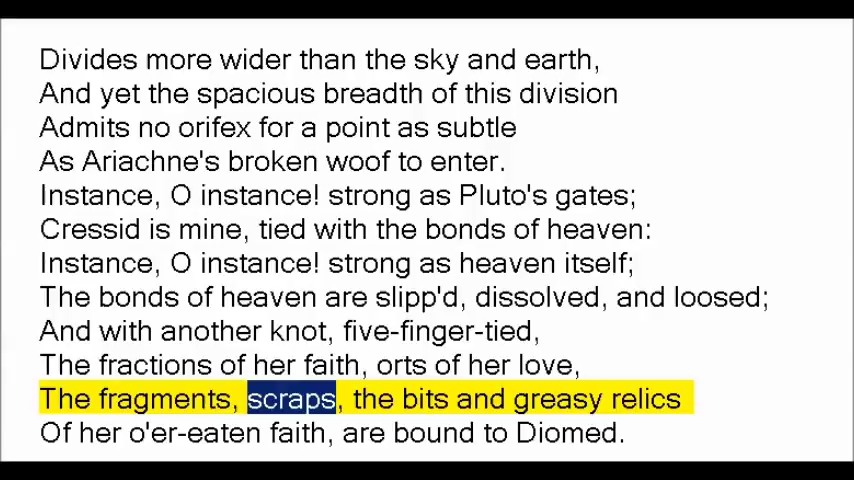 Divides more wider than the sky and earth,
And yet the spacious breadth of this division
Admits no orifex for a point as subtle
As Ariachne's broken woof to enter.
Instance, O instance! strong as Pluto's gates;
Cressid is mine, tied with the bonds of heaven:
Instance, O instance! strong as heaven itself;
The bonds of heaven are slipp'd, dissolved, and loosed;
And with another knot, five-finger-tied,
The fractions of her faith, orts of her love,
The fragments, scraps, the bits and greasy relics
Of her o'er-eaten faith, are bound to Diomed.